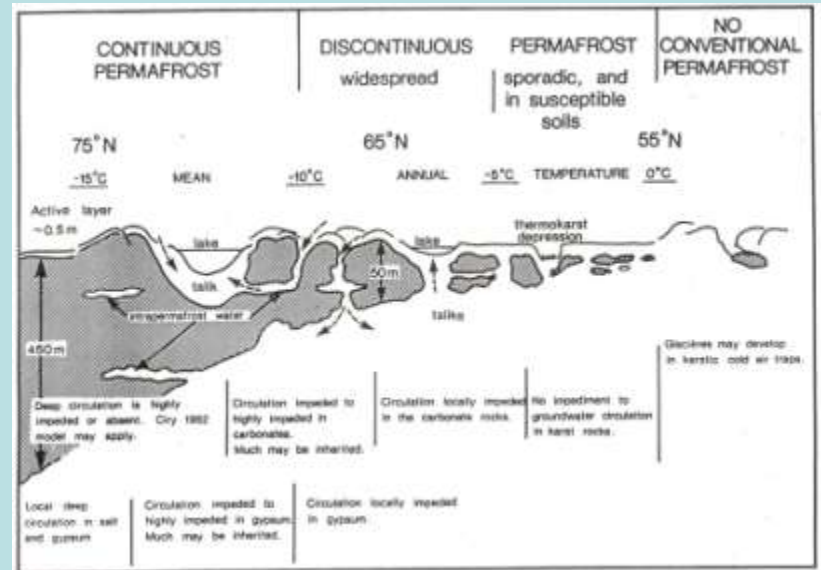 CONTINUOUS
PERMAFROST
DISCONTINUOUS
widespread
PERMAFROST
sporadic, and
in susceptible
soils
NO
CONVENTIONAL
PERMAFROST
75°N
65°N
55°N
-15°C
MEAN
-10°C
ANNUAL
-5°C
TEMPERATURE
0°C
Active layer
~0.5 m
lake
talik
lake
thermokarst
depression
50m
taliks
intrapermafrost water
450m
Deep circulation is highly
impeded or absent. Ciry 1962
model may apply.
Circulation impeded to
highly impeded in
carbonates.
Much may be inherited.
Circulation locally impeded
in the carbonate rocks.
No impediment to
groundwater circulation
in karst rocks.
Glacières may develop
in karstic cold air traps.
Local deep
circulation in salt
and gypsum
Circulation impeded to
highly impeded in gypsum.
Much may be inherited.
Circulation locally impeded
in gypsum